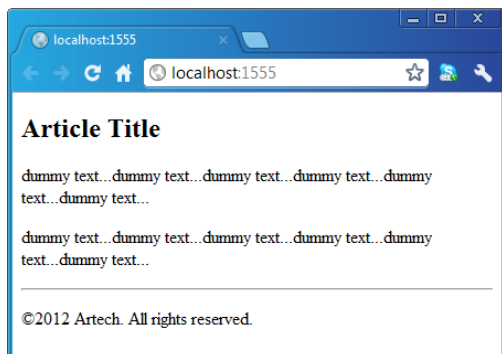 localhost:1555
localhost:1555
Article Title
dummy text...dummy text...dummy text...dummy text...dummy
text...dummy text...
dummy text...dummy text...dummy text...dummy text...dummy
text...dummy text...
©2012 Artech. All rights reserved.